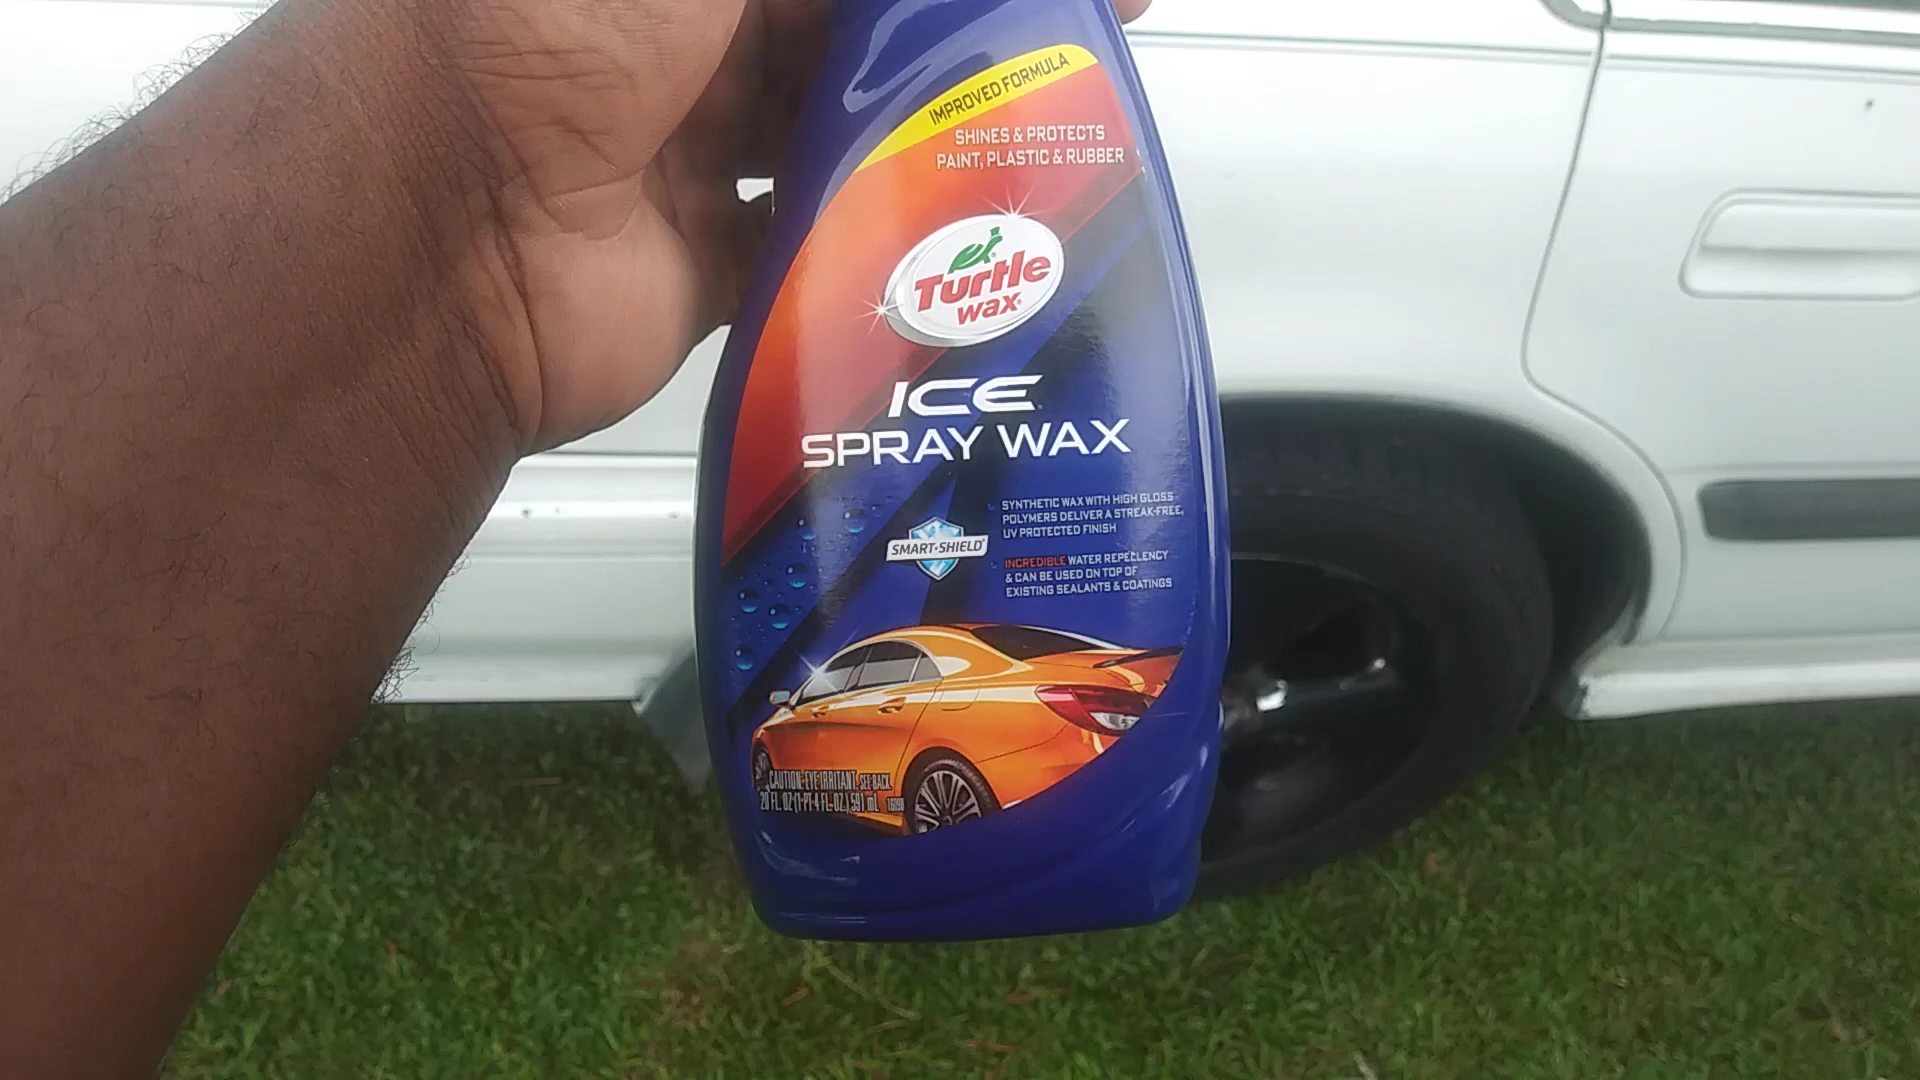 IMPROVED FORMULA
SHINES & PROTECTS
PAINT, PLASTIC & RUBBER
Turtle
wax
ICE
SPRAY WAX
SMART-SHIELD
SYNTHETIC WAX WITH HIGH GLOSS
POLYMERS DELIVER A STREAK-FREE,
UV PROTECTED FINISH
INCREDIBLE WATER REPELLENCY
& CAN BE USED ON TOP OF
EXISTING SEALANTS & COATINGS
CAUTION: EYE IRRITANT. SEE BACK.
20 FL. OZ. (1 PT 4 FL. OZ.) 591 mL